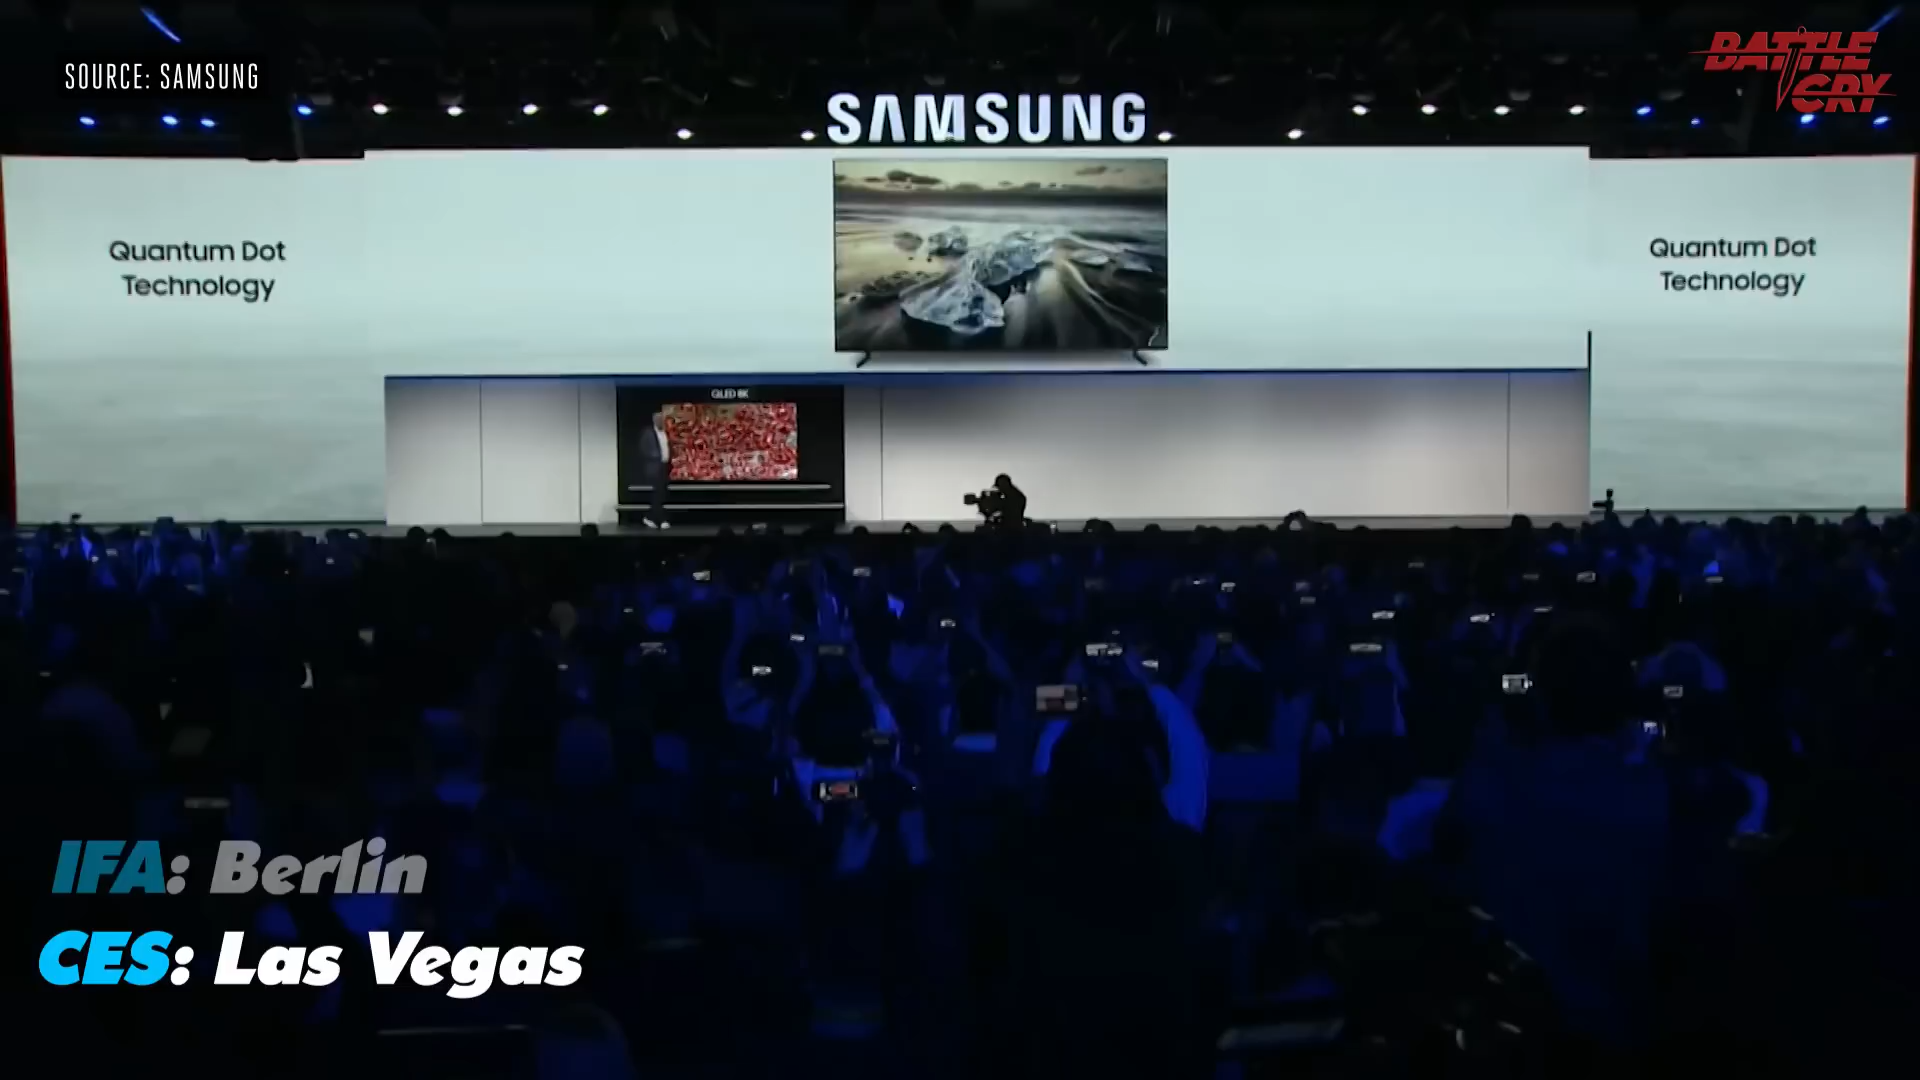 SOURCE: SAMSUNG
BATTLE
CRY
SAMSUNG
Quantum Dot
Technology
Quantum Dot
Technology
QLED 8K
IFA: Berlin
CES: Las Vegas